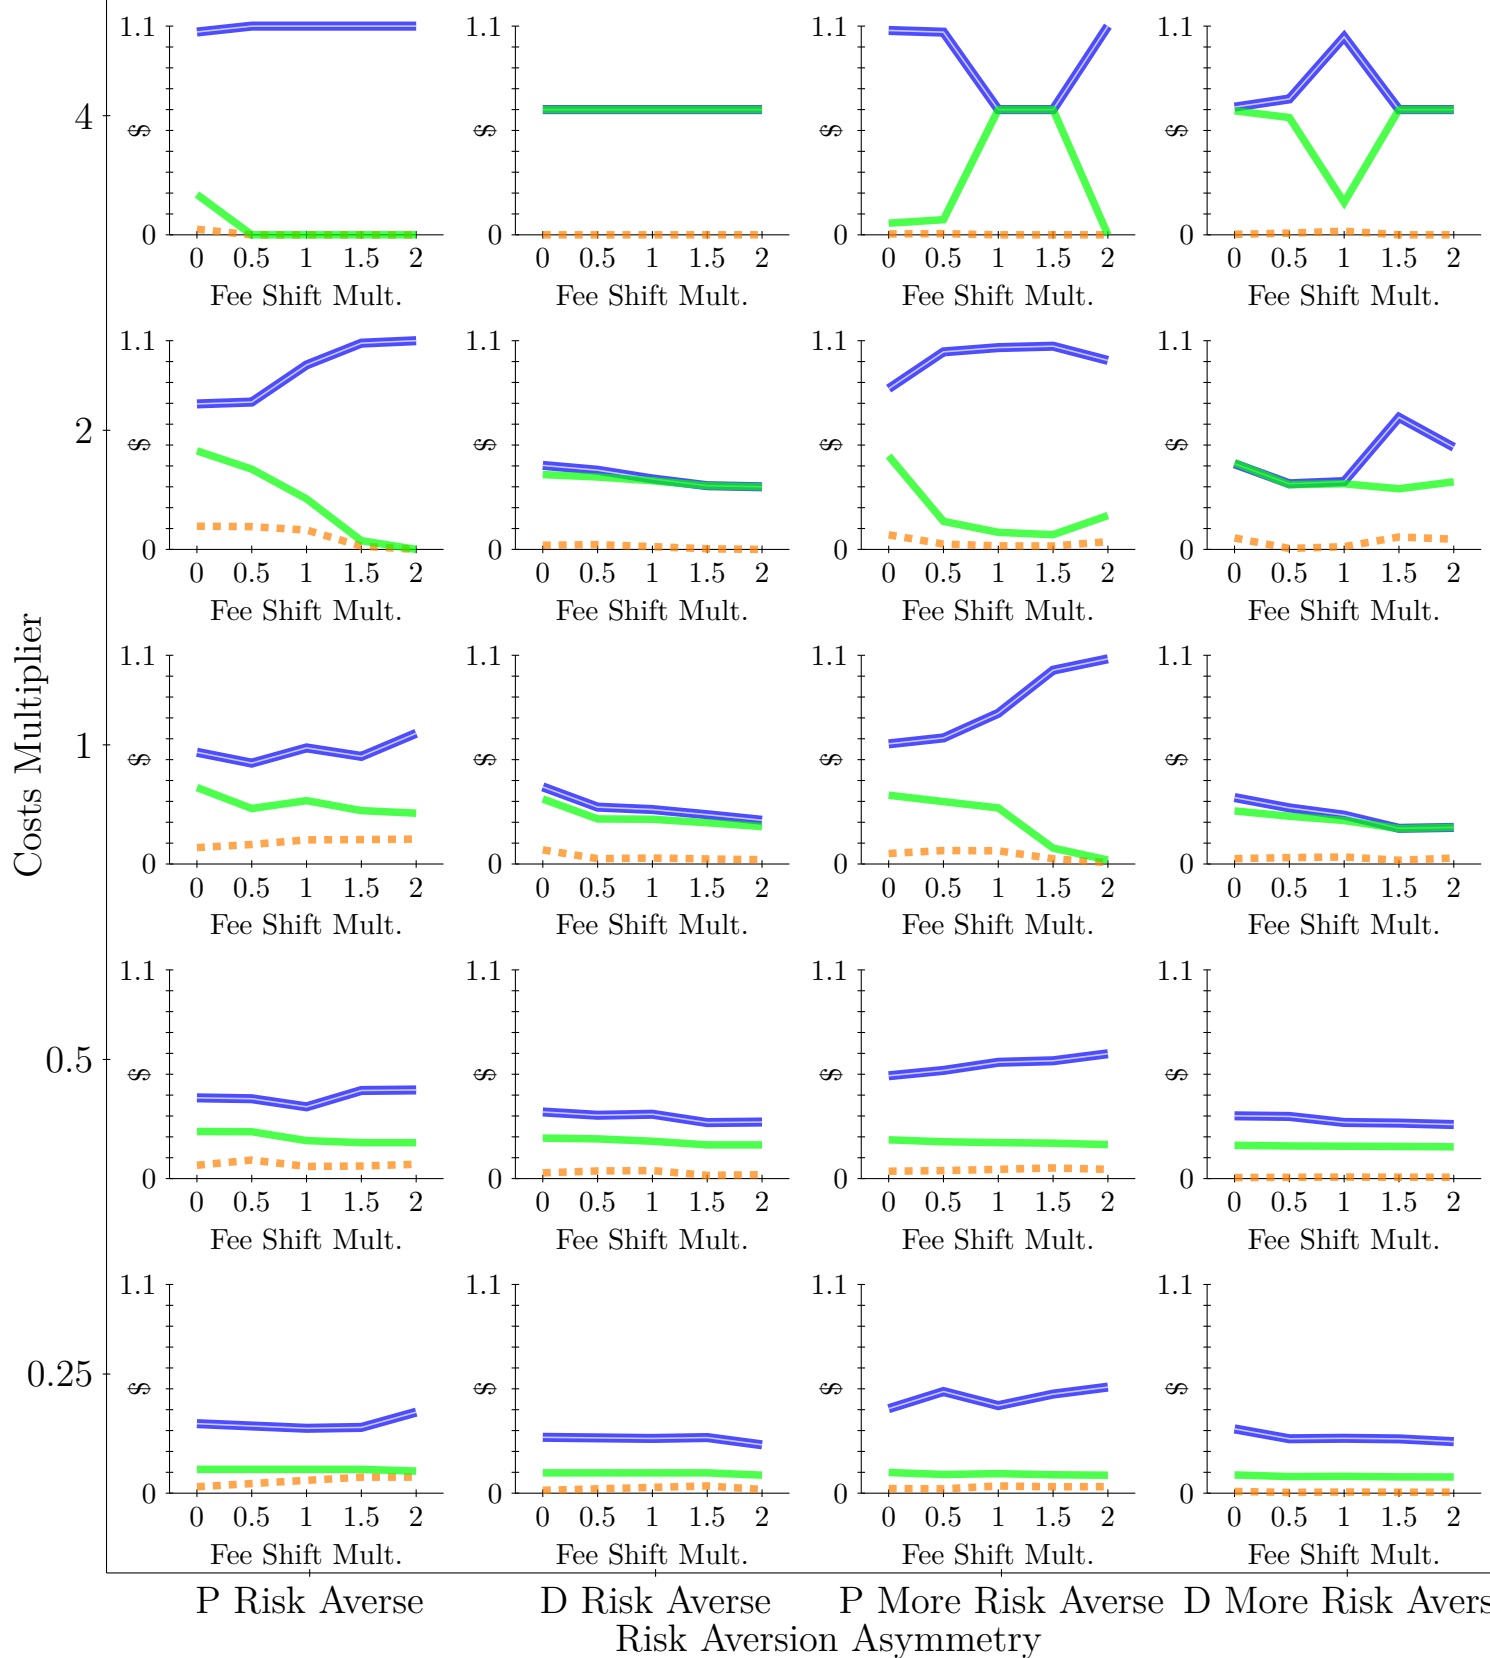 1.1 1.1 1.1 1.1
4 $ $ $ $
0 0 0 0
0 0.5 1 1.5 2 0 0.5 1 1.5 2 0 0.5 1 1.5 2 0 0.5 1 1.5 2
Fee Shift Mult. Fee Shift Mult. Fee Shift Mult. Fee Shift Mult.
1.1 1.1 1.1 1.1
2 $ $ $ $
0 0 0 0
0 0.5 1 1.5 2 0 0.5 1 1.5 2 0 0.5 1 1.5 2 0 0.5 1 1.5 2
Fee Shift Mult. Fee Shift Mult. Fee Shift Mult. Fee Shift Mult.
Costs Multiplier
1.1 1.1 1.1 1.1
1 $ $ $ $
0 0 0 0
0 0.5 1 1.5 2 0 0.5 1 1.5 2 0 0.5 1 1.5 2 0 0.5 1 1.5 2
Fee Shift Mult. Fee Shift Mult. Fee Shift Mult. Fee Shift Mult.
1.1 1.1 1.1 1.1
0.5 $ $ $ $
0 0 0 0
0 0.5 1 1.5 2 0 0.5 1 1.5 2 0 0.5 1 1.5 2 0 0.5 1 1.5 2
Fee Shift Mult. Fee Shift Mult. Fee Shift Mult. Fee Shift Mult.
1.1 1.1 1.1 1.1
0.25 $ $ $ $
0 0 0 0
0 0.5 1 1.5 2 0 0.5 1 1.5 2 0 0.5 1 1.5 2 0 0.5 1 1.5 2
Fee Shift Mult. Fee Shift Mult. Fee Shift Mult. Fee Shift Mult.
P Risk Averse D Risk Averse P More Risk Averse D More Risk Avers
Risk Aversion Asymmetry